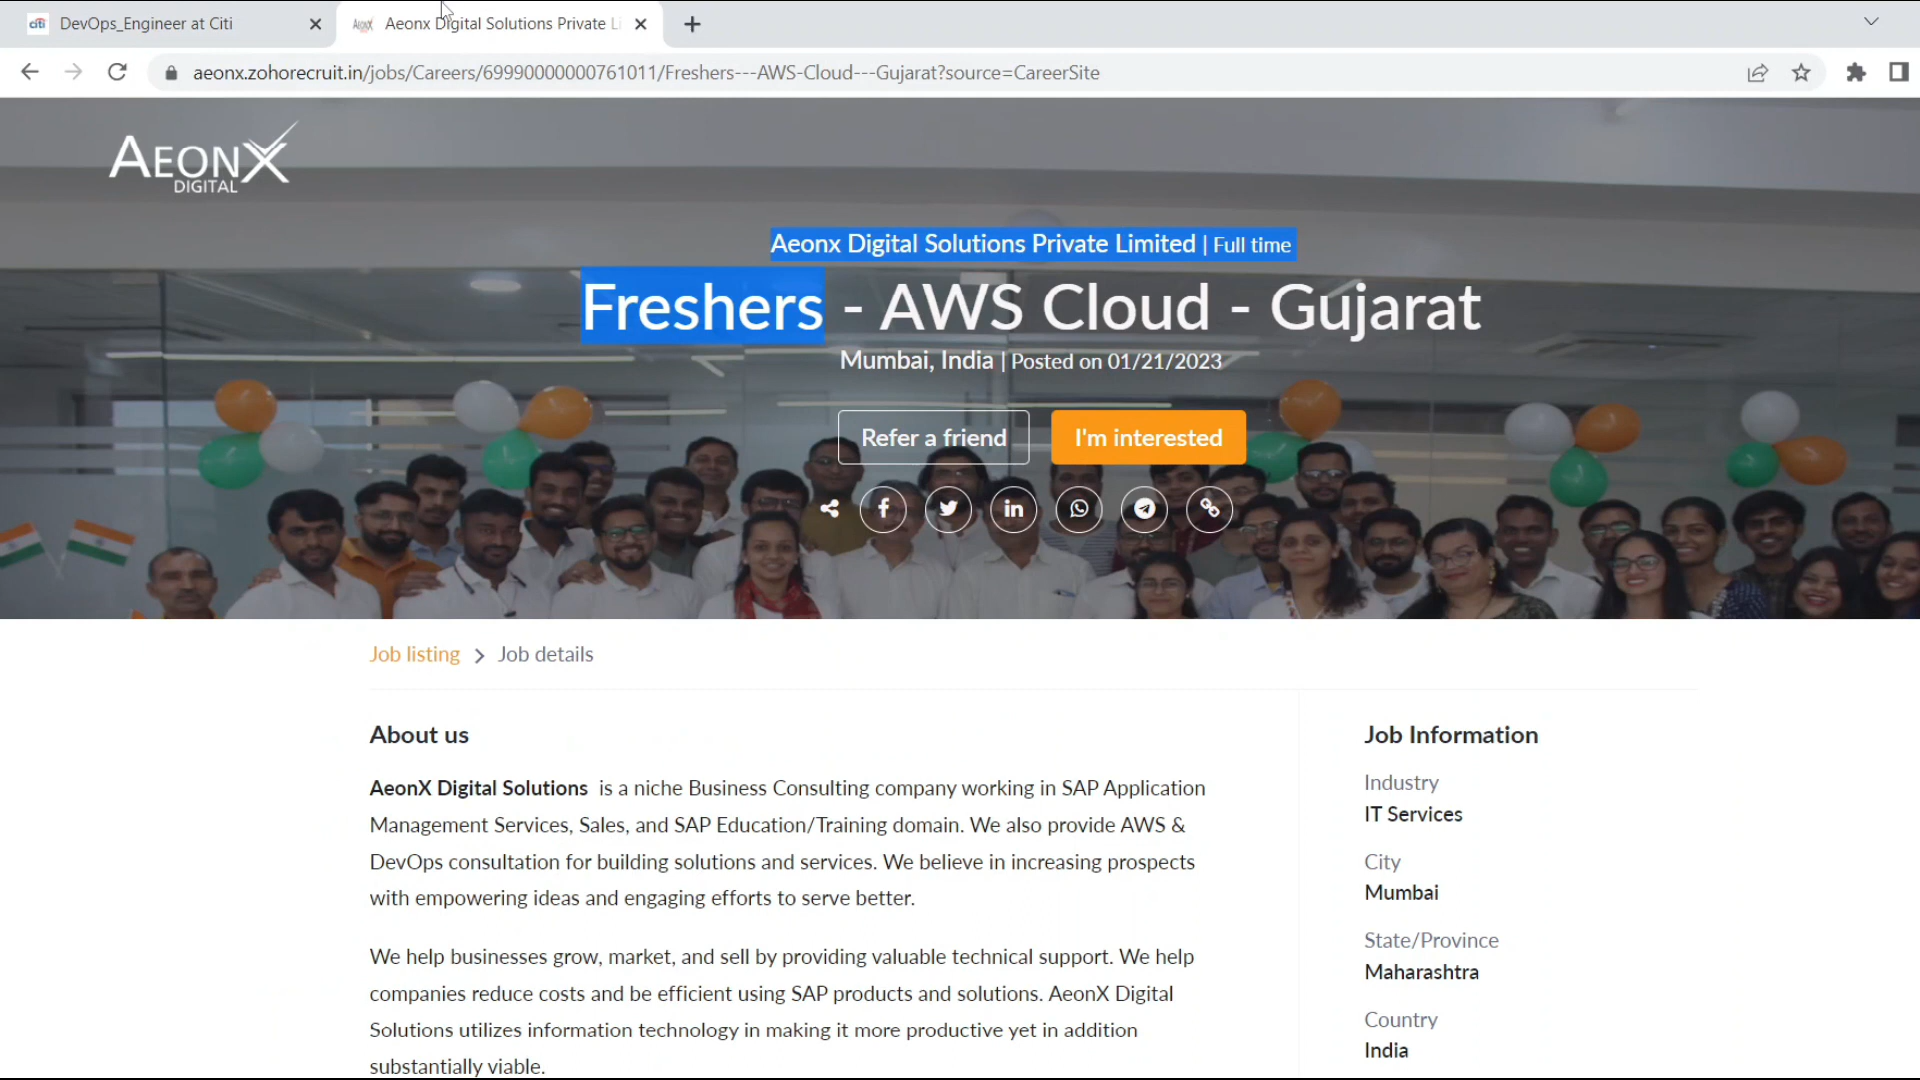 DevOps_Engineer at Citi
Aeonx Digital Solutions Private Li
aeonx.zohorecruit.in/jobs/Careers/69990000000761011/Freshers---AWS-Cloud---Gujarat?source=CareerSite
AEONX
DIGITAL
Aeonx Digital Solutions Private Limited | Full time
Freshers - AWS Cloud - Gujarat
Mumbai, India | Posted on 01/21/2023
Refer a friend
I'm interested
Job listing > Job details
About us
AeonX Digital Solutions is a niche Business Consulting company working in SAP Application
Management Services, Sales, and SAP Education/Training domain. We also provide AWS &
DevOps consultation for building solutions and services. We believe in increasing prospects
with empowering ideas and engaging efforts to serve better.
We help businesses grow, market, and sell by providing valuable technical support. We help
companies reduce costs and be efficient using SAP products and solutions. AeonX Digital
Solutions utilizes information technology in making it more productive yet in addition
substantially viable.
Job Information
Industry
IT Services
City
Mumbai
State/Province
Maharashtra
Country
India